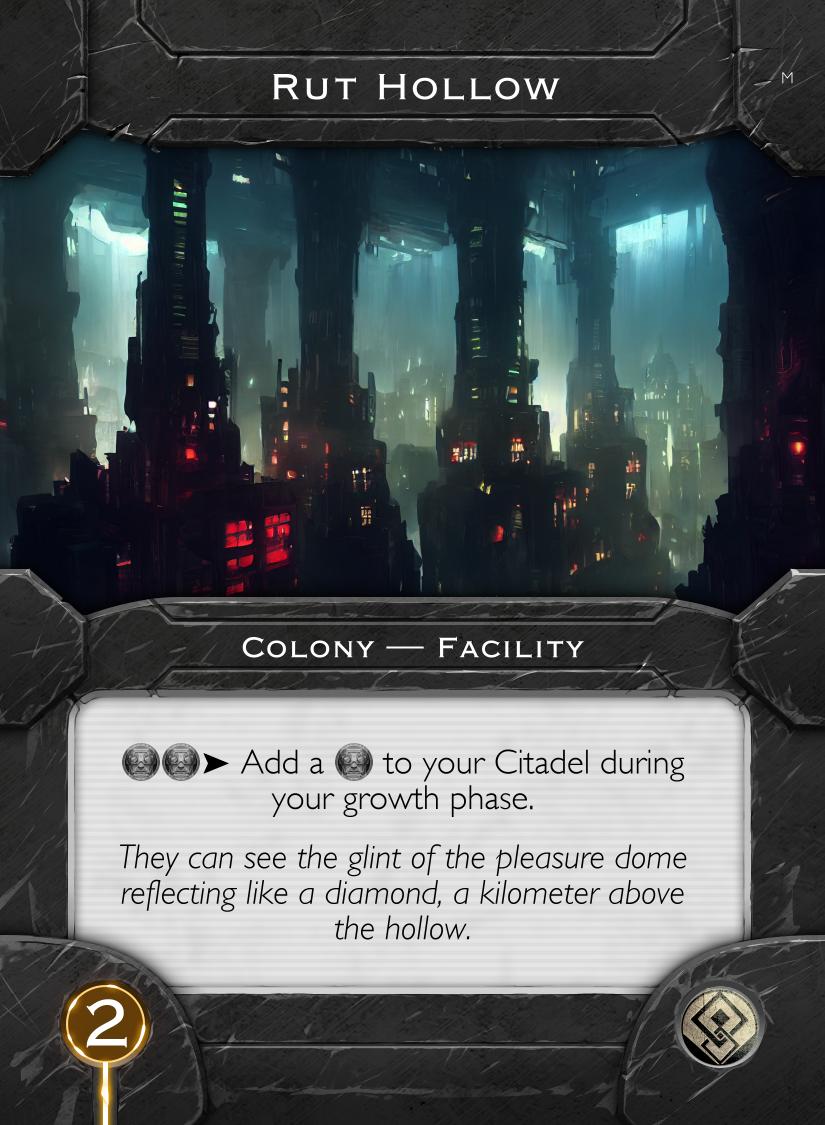 Rut Hollow
M
Colony — Facility
Add a to your Citadel during
your growth phase.
They can see the glint of the pleasure dome
reflecting like a diamond, a kilometer above
the hollow.
2